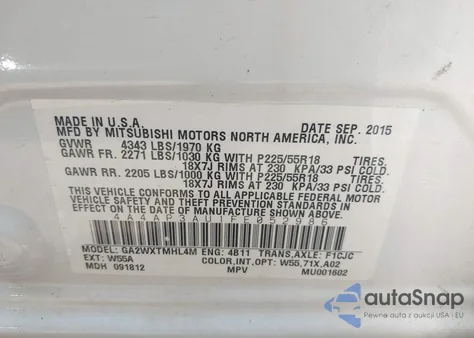 MADE IN U.S.A. DATE SEP. 2015
MFD BY MITSUBISHI MOTORS NORTH AMERICA, INC.
GVWR 4343 LBS/1970 KG
GAWR FR. 2271 LBS/1030 KG WITH P225/55R18 TIRES.
18X7J RIMS AT 230 KPA/33 PSI COLD
GAWR RR. 2205 LBS/1000 KG WITH P225/55R18 TIRES.
18X7J RIMS AT 230 KPA/33 PSI COLD.
THIS VEHICLE CONFORMS TO ALL APPLICABLE FEDERAL MOTOR
VEHICLE SAFETY AND THEFT PREVENTION STANDARDS IN EFFECT
ON THE DATE OF MANUFACTURE SHOWN ABOVE.
4A4AP3AU1FE052986
MODEL: GA2WXTMHL4M ENG: 4B11 TRANS,AXLE: F1CJC
EXT: W55A COLOR,INT,OPT: W55,71X,A02
MDH 091812 MPV MU001602
autoSnap
Pewne auta z aukcji z USA i EU